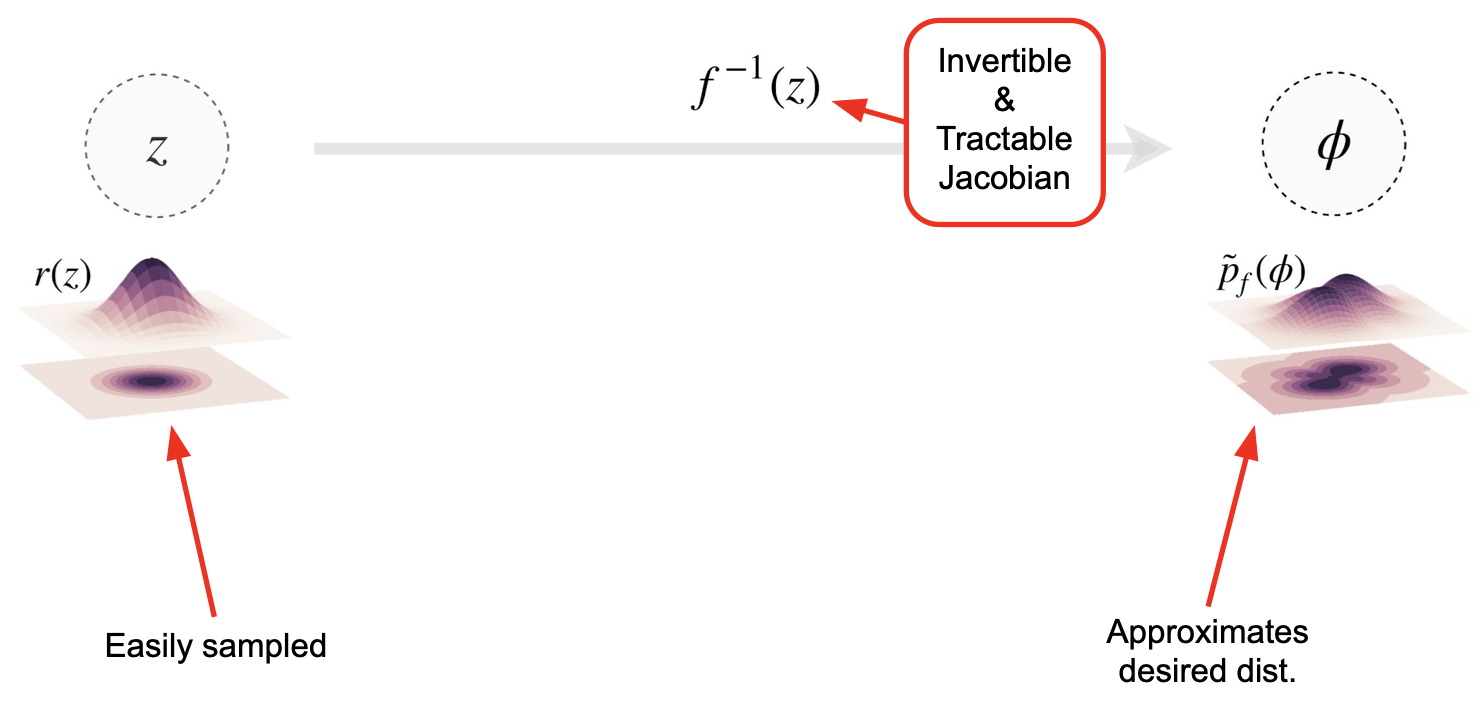 Invertible
&
Tractable
Jacobian
f⁻¹(z)
z
ϕ
r(z)
p̃_f(ϕ)
Easily sampled
Approximates
desired dist.